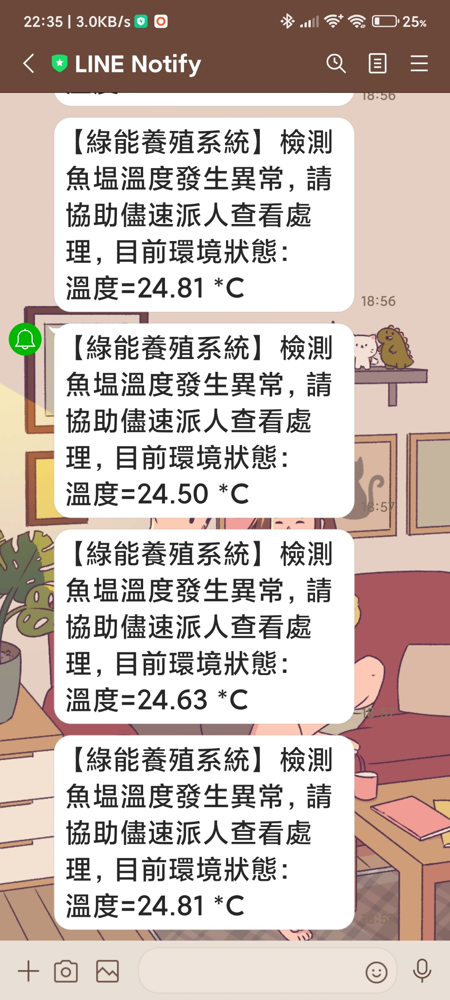 22:35 | 3.0KB/s 25%
LINE Notify
18:56
【綠能養殖系統】 檢測
魚塭溫度發生異常, 請
協助儘速派人查看處
理, 目前環境狀態:
溫度=24.81 *C
18:56
【綠能養殖系統】 檢測
魚塭溫度發生異常, 請
協助儘速派人查看處
理, 目前環境狀態:
溫度=24.50 *C
18:57
【綠能養殖系統】 檢測
魚塭溫度發生異常, 請
協助儘速派人查看處
理, 目前環境狀態:
溫度=24.63 *C
18:57
【綠能養殖系統】 檢測
魚塭溫度發生異常, 請
協助儘速派人查看處
理, 目前環境狀態:
溫度=24.81 *C
18:57